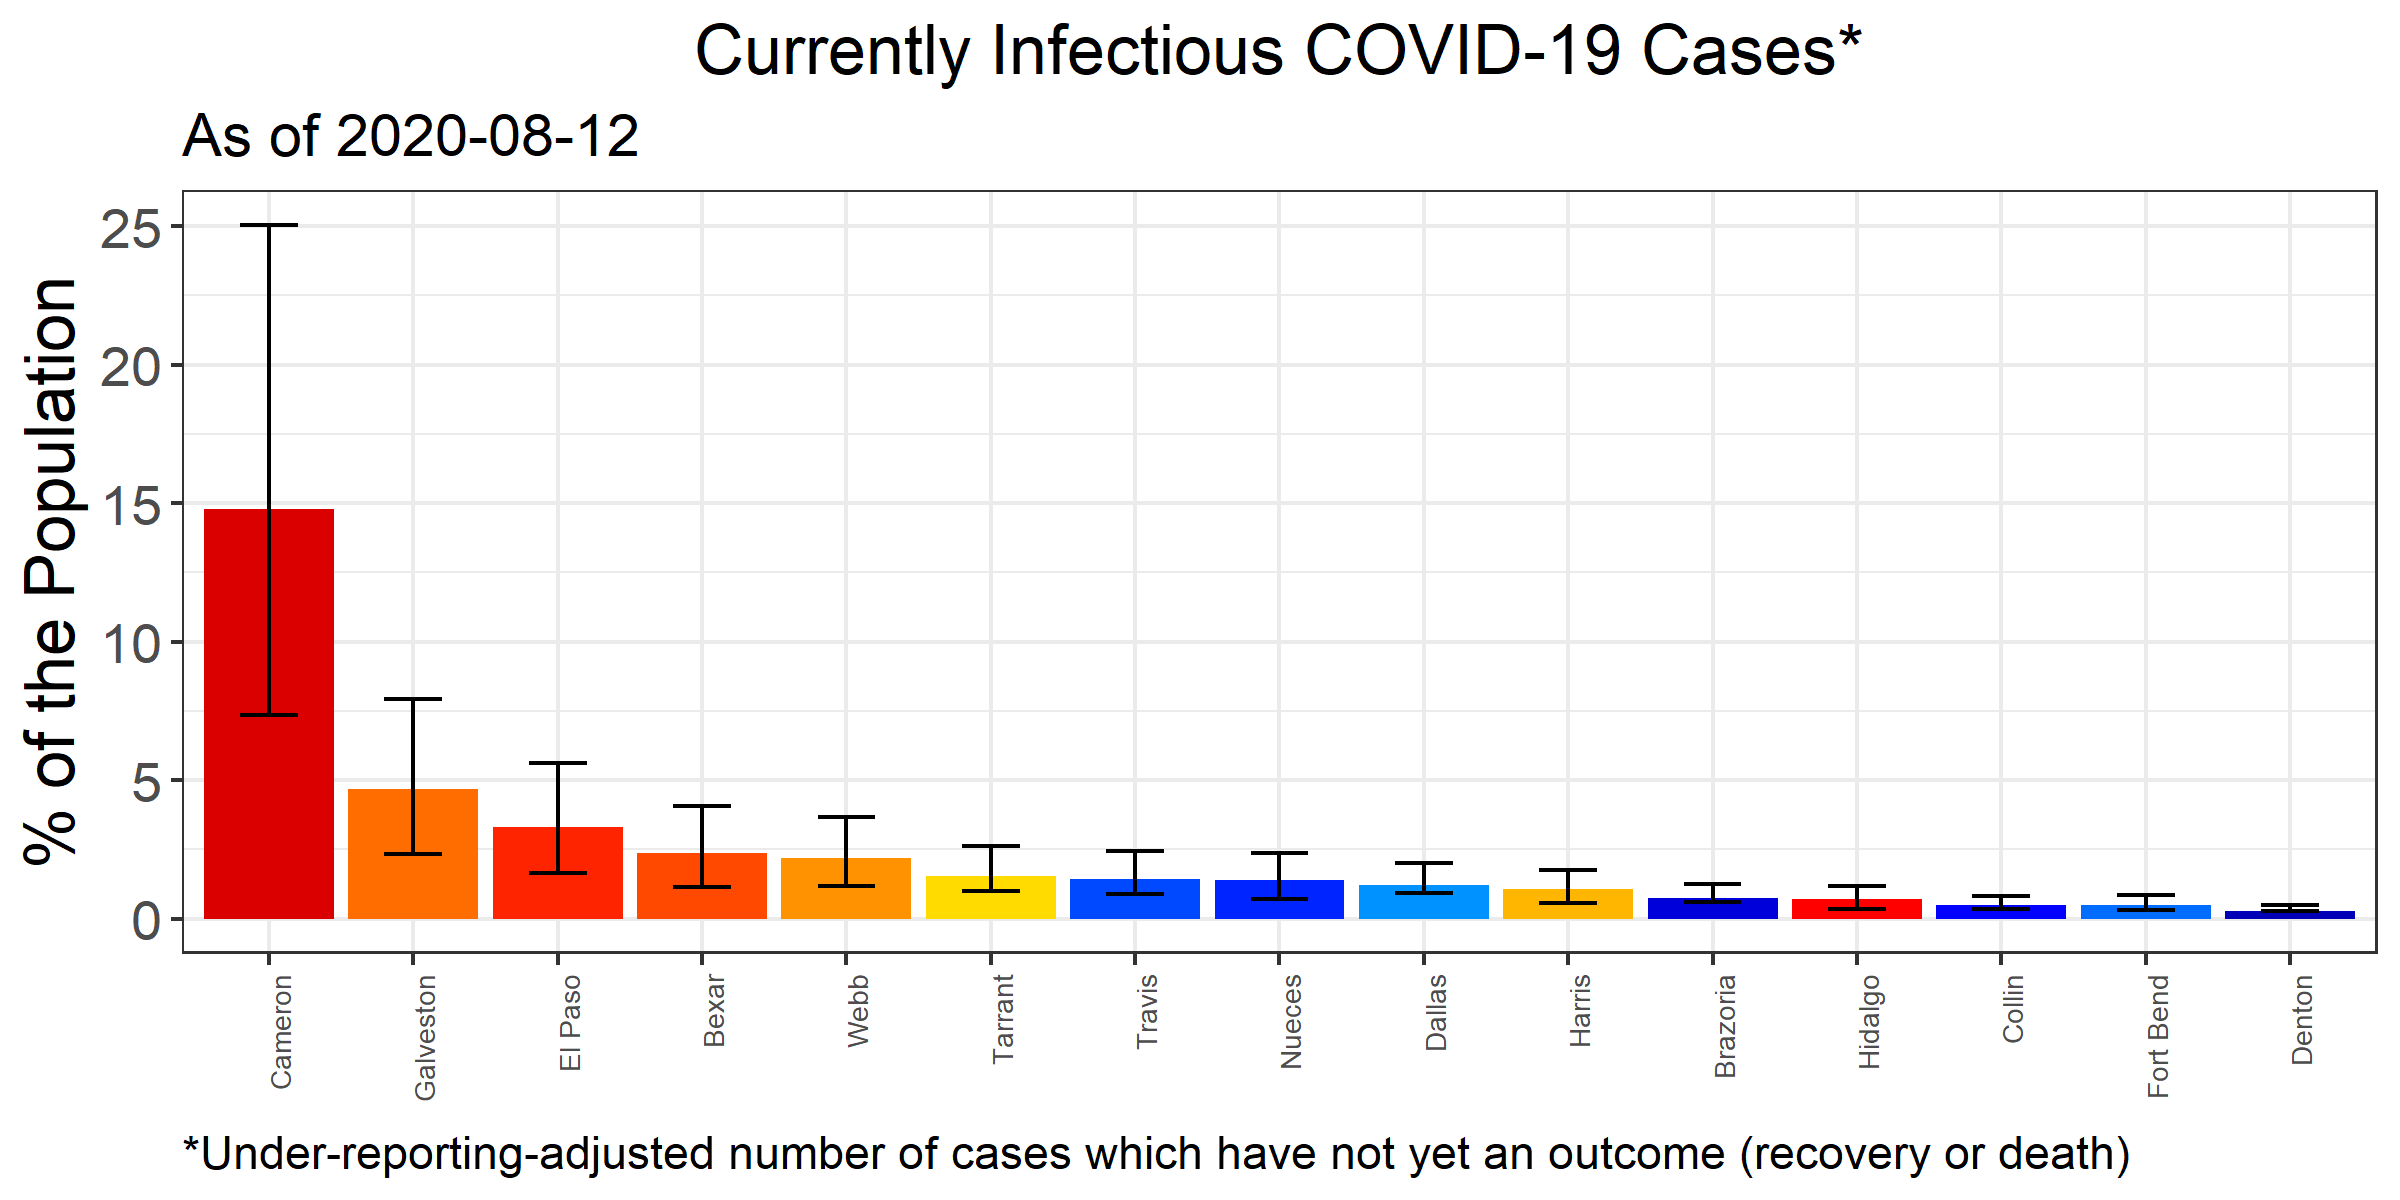 Currently Infectious COVID-19 Cases*
As of 2020-08-12
% of the Population
25
20
15
10
5
0
Cameron
Galveston
El Paso
Bexar
Webb
Tarrant
Travis
Nueces
Dallas
Harris
Brazoria
Hidalgo
Collin
Fort Bend
Denton
*Under-reporting-adjusted number of cases which have not yet an outcome (recovery or death)